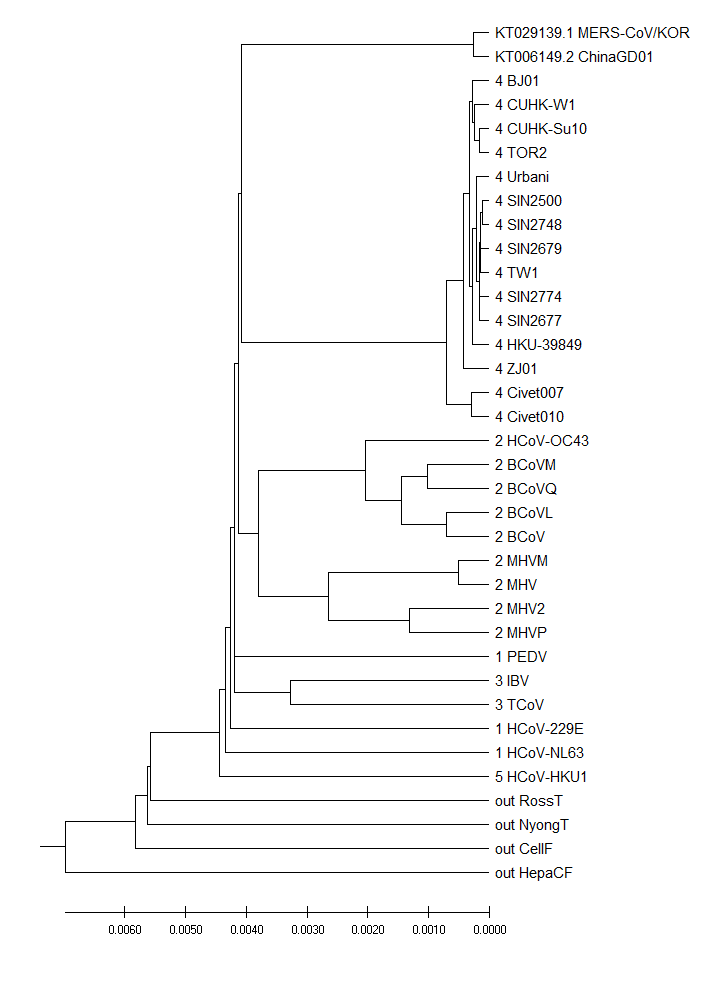 KT029139.1 MERS-CoV/KOR
KT006149.2 ChinaGD01
4 BJ01
4 CUHK-W1
4 CUHK-Su10
4 TOR2
4 Urbani
4 SIN2500
4 SIN2748
4 SIN2679
4 TW1
4 SIN2774
4 SIN2677
4 HKU-39849
4 ZJ01
4 Civet007
4 Civet010
2 HCoV-OC43
2 BCoVM
2 BCoVQ
2 BCoVL
2 BCoV
2 MHVM
2 MHV
2 MHV2
2 MHVP
1 PEDV
3 IBV
3 TCoV
1 HCoV-229E
1 HCoV-NL63
5 HCoV-HKU1
out RossT
out NyongT
out CellF
out HepaCF
0.0060 0.0050 0.0040 0.0030 0.0020 0.0010 0.0000